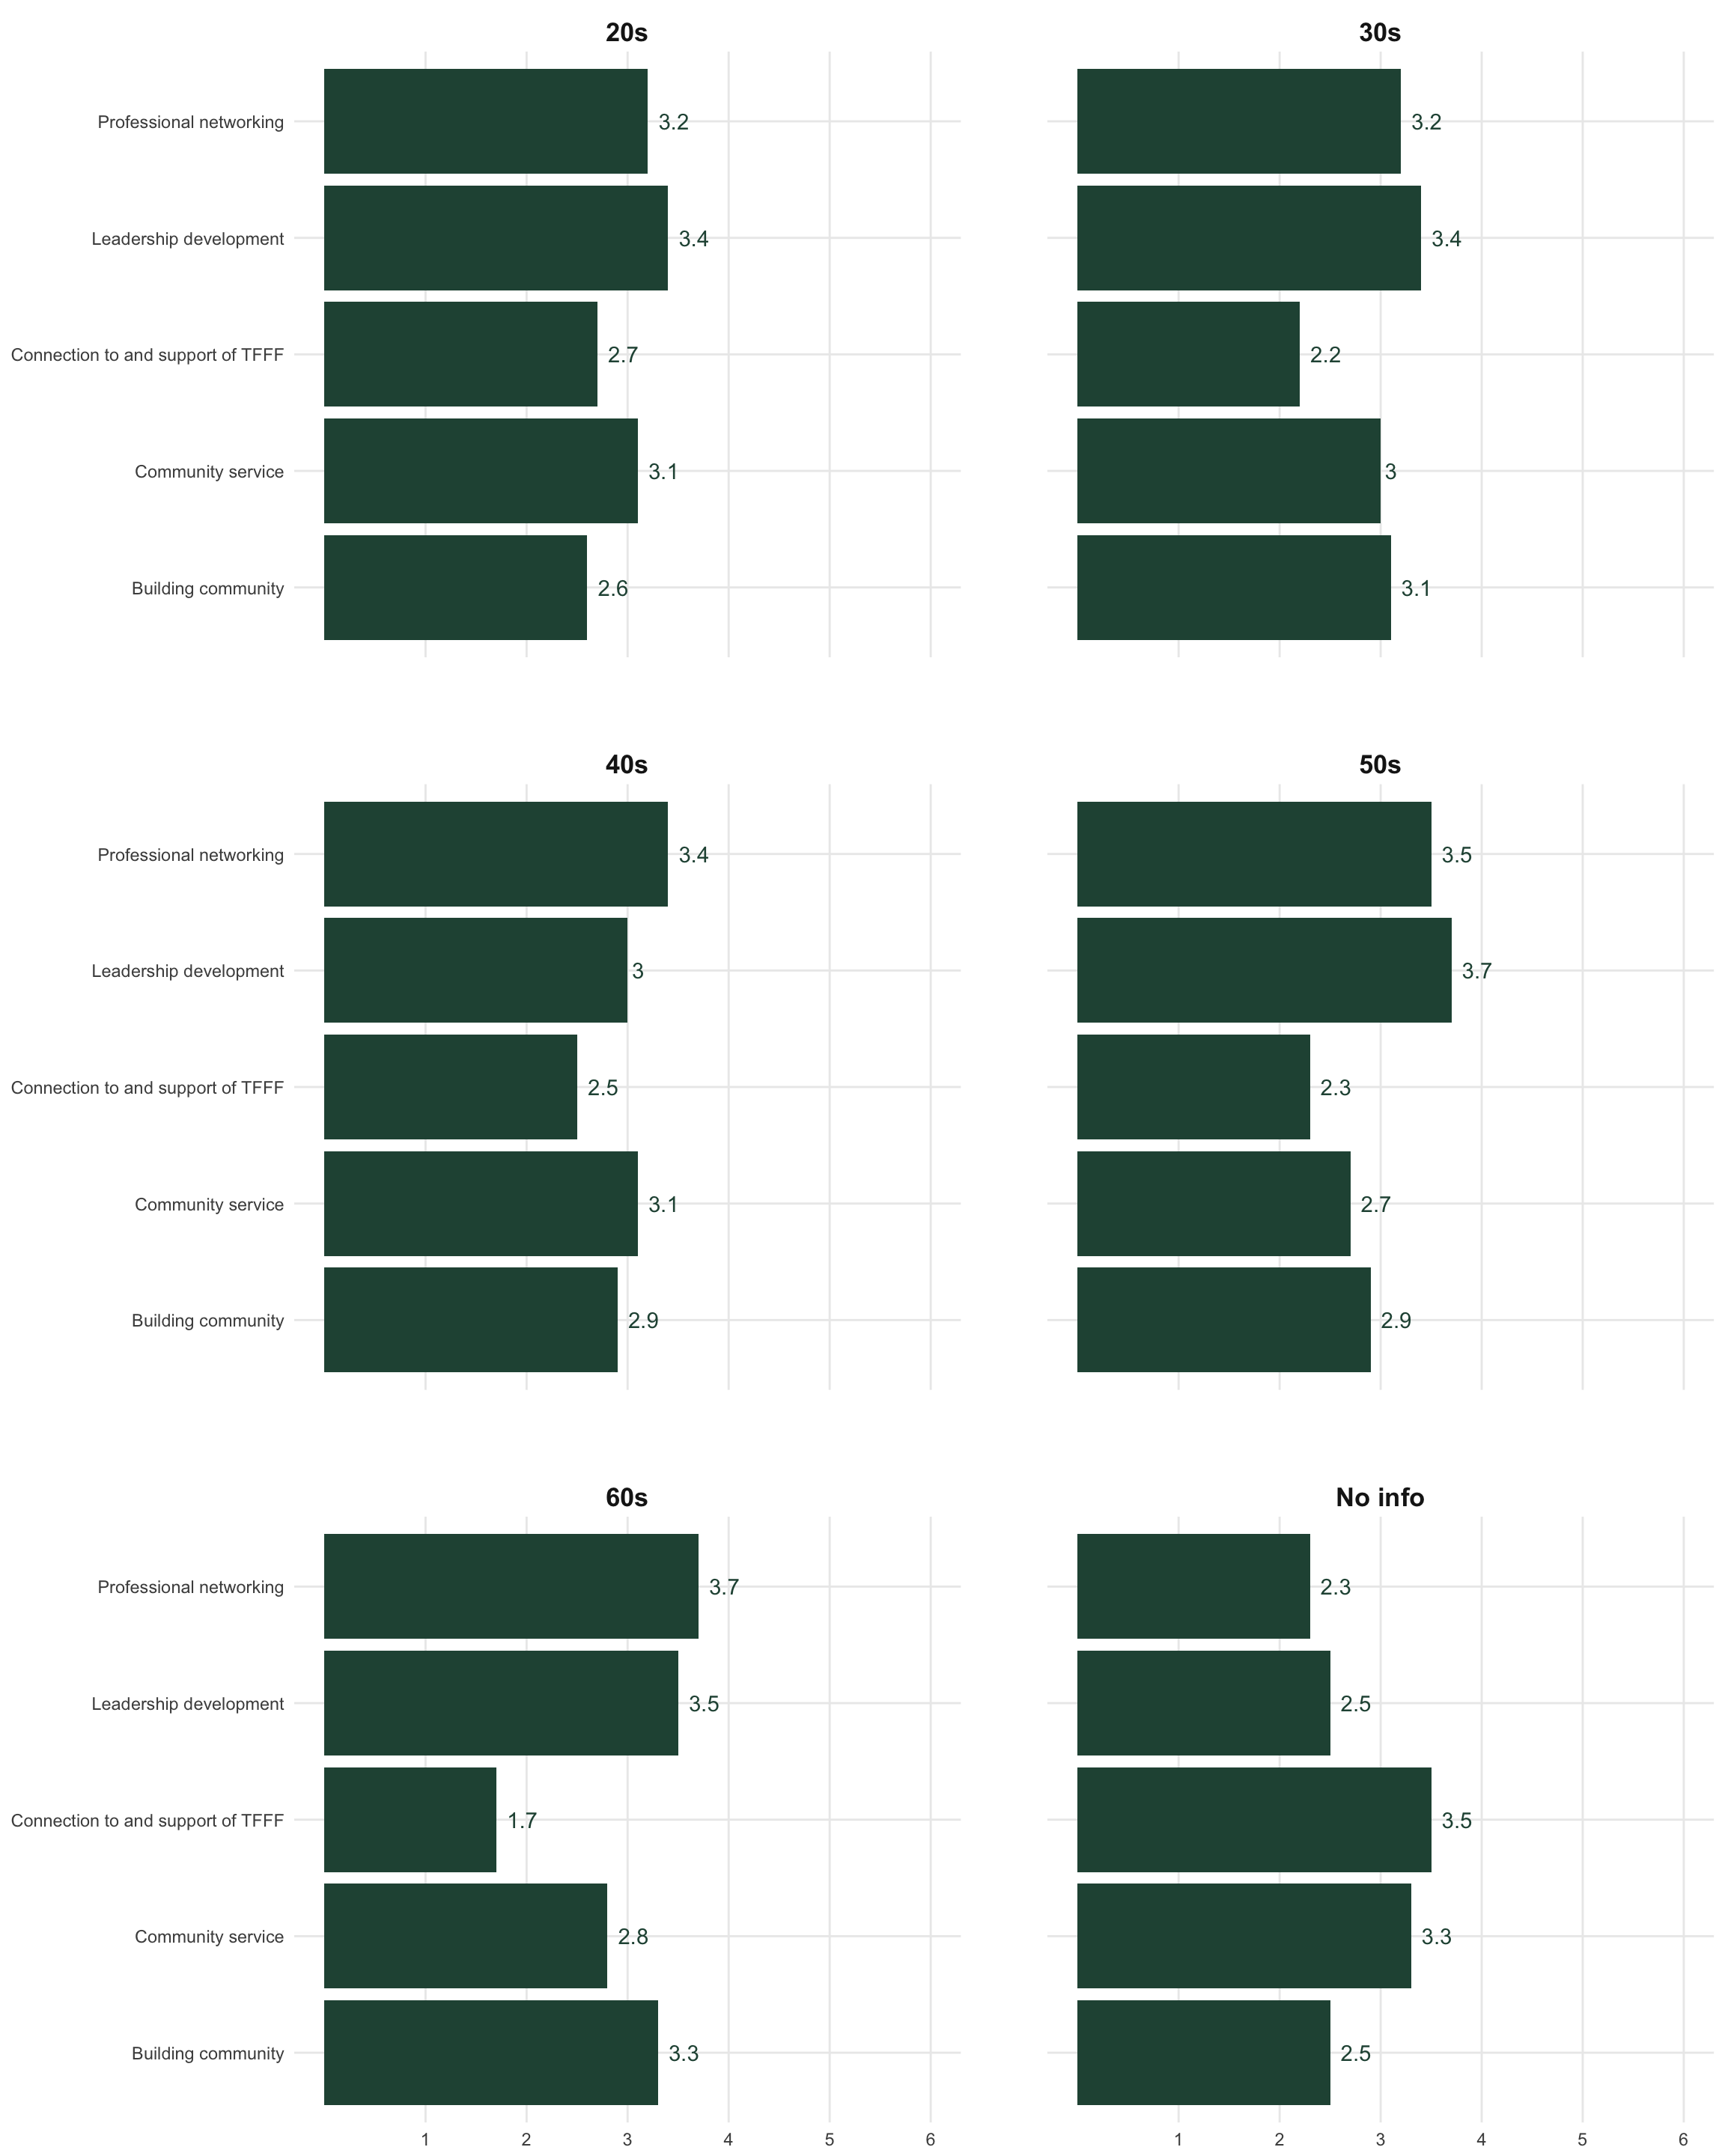 20s
30s
Professional networking
3.2
3.2
Leadership development
3.4
3.4
Connection to and support of TFFF
2.7
2.2
Community service
3.1
3
Building community
2.6
3.1
40s
50s
Professional networking
3.4
3.5
Leadership development
3
3.7
Connection to and support of TFFF
2.5
2.3
Community service
3.1
2.7
Building community
2.9
2.9
60s
No info
Professional networking
3.7
2.3
Leadership development
3.5
2.5
Connection to and support of TFFF
1.7
3.5
Community service
2.8
3.3
Building community
3.3
2.5
1 2 3 4 5 6
1 2 3 4 5 6